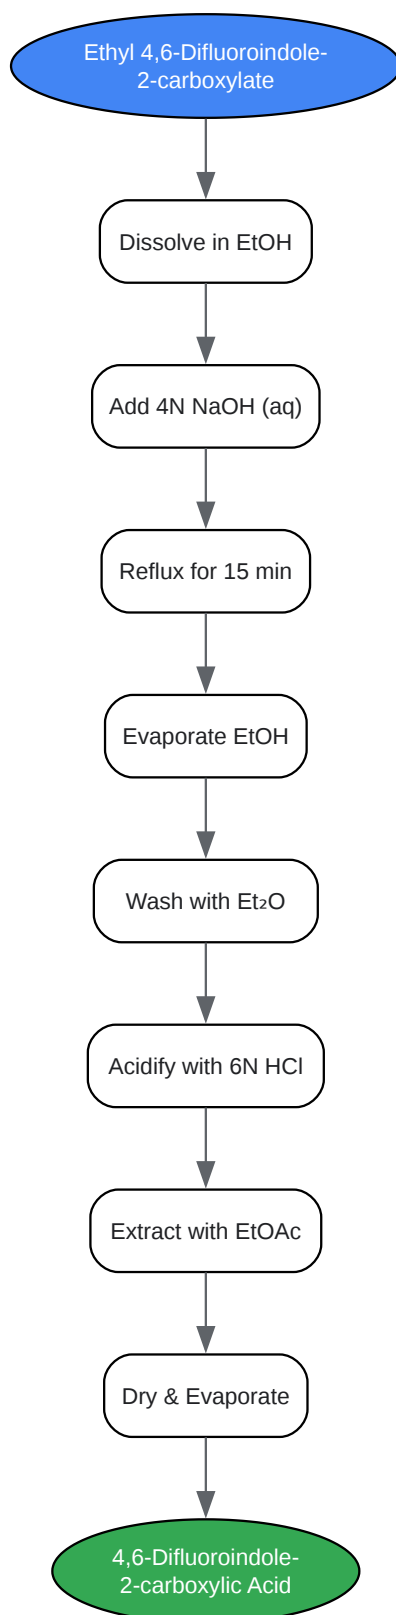 Ethyl 4,6-Difluoroindole-
2-carboxylate
Dissolve in EtOH
Add 4N NaOH (aq)
Reflux for 15 min
Evaporate EtOH
Wash with Et₂O
Acidify with 6N HCl
Extract with EtOAc
Dry & Evaporate
4,6-Difluoroindole-
2-carboxylic Acid